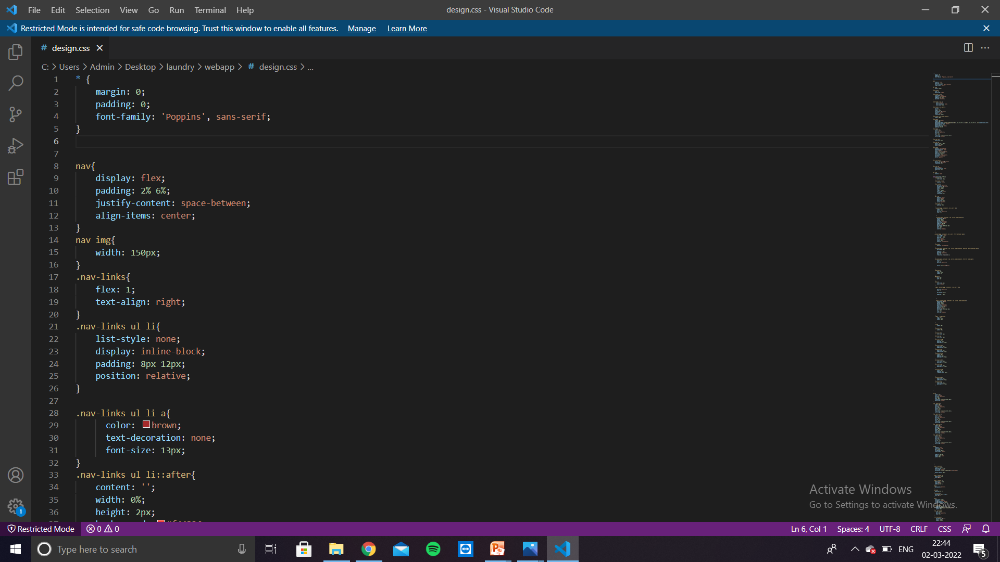 File Edit Selection View Go Run Terminal Help design.css - Visual Studio Code
Restricted Mode is intended for safe code browsing. Trust this window to enable all features. Manage Learn More
# design.css
C: > Users > Admin > Desktop > laundry > webapp > # design.css > ...
1 * {
2 margin: 0;
3 padding: 0;
4 font-family: 'Poppins', sans-serif;
5 }
6
7
8 nav{
9 display: flex;
10 padding: 2% 6%;
11 justify-content: space-between;
12 align-items: center;
13 }
14 nav img{
15 width: 150px;
16 }
17 .nav-links{
18 flex: 1;
19 text-align: right;
20 }
21 .nav-links ul li{
22 list-style: none;
23 display: inline-block;
24 padding: 8px 12px;
25 position: relative;
26 }
27
28 .nav-links ul li a{
29 color: brown;
30 text-decoration: none;
31 font-size: 13px;
32 }
33 .nav-links ul li::after{
34 content: '';
35 width: 0%;
36 height: 2px;
Activate Windows
Go to Settings to activate Windows.
1
Restricted Mode 0 0 Ln 6, Col 1 Spaces: 4 UTF-8 CRLF CSS
Type here to search ENG 22:44
02-03-2022 5